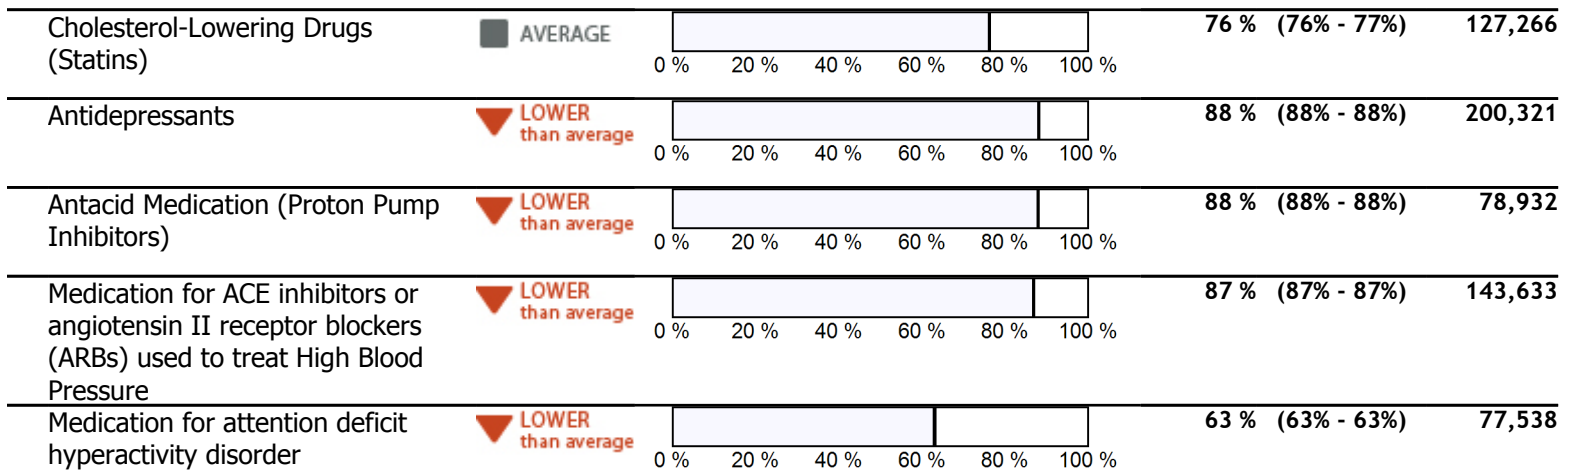 Cholesterol-Lowering Drugs AVERAGE 76 % (76% - 77%) 127,266
(Statins)
0 % 20 % 40 % 60 % 80 % 100 %
Antidepressants LOWER 88 % (88% - 88%) 200,321
than average
0 % 20 % 40 % 60 % 80 % 100 %
Antacid Medication (Proton Pump LOWER 88 % (88% - 88%) 78,932
Inhibitors) than average
0 % 20 % 40 % 60 % 80 % 100 %
Medication for ACE inhibitors or LOWER 87 % (87% - 87%) 143,633
angiotensin II receptor blockers than average
0 % 20 % 40 % 60 % 80 % 100 %
(ARBs) used to treat High Blood
Pressure
Medication for attention deficit LOWER 63 % (63% - 63%) 77,538
hyperactivity disorder than average
0 % 20 % 40 % 60 % 80 % 100 %